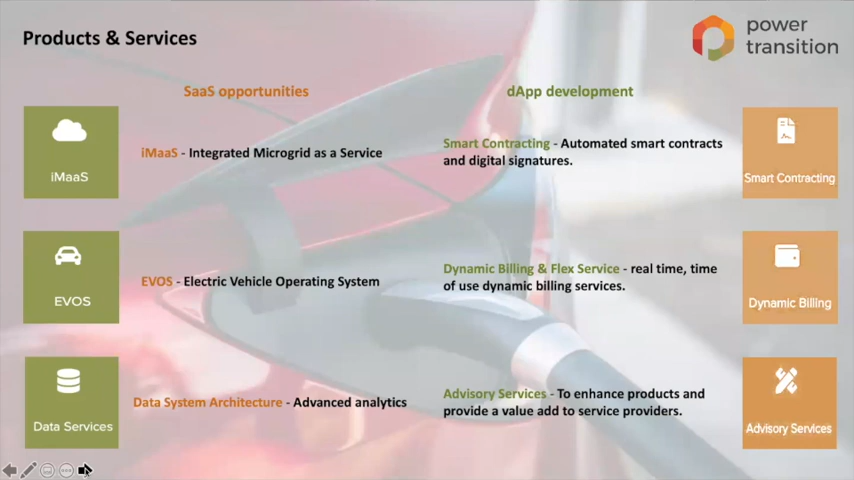 Products & Services
power
transition
SaaS opportunities
dApp development
iMaaS
iMaaS - Integrated Microgrid as a Service
Smart Contracting - Automated smart contracts
and digital signatures.
Smart Contracting
EVOS
EVOS - Electric Vehicle Operating System
Dynamic Billing & Flex Service - real time, time
of use dynamic billing services.
Dynamic Billing
Data Services
Data System Architecture - Advanced analytics
Advisory Services - To enhance products and
provide a value add to service providers.
Advisory Services